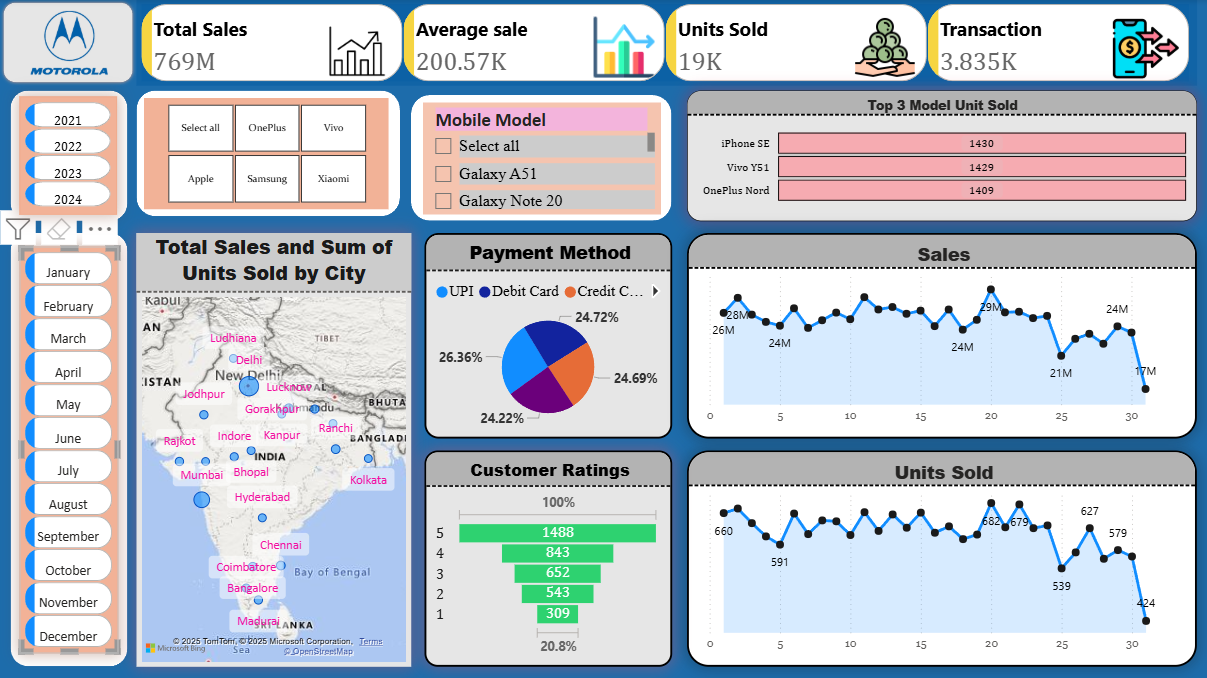 MOTOROLA
Total Sales
769M
Average sale
200.57K
Units Sold
19K
Transaction
3.835K
2021
2022
2023
2024
Select all
OnePlus
Vivo
Apple
Samsung
Xiaomi
Mobile Model
Select all
Galaxy A51
Galaxy Note 20
Top 3 Model Unit Sold
iPhone SE
1430
Vivo Y51
1429
OnePlus Nord
1409
January
February
March
April
May
June
July
August
September
October
November
December
Total Sales and Sum of
Units Sold by City
Kabul
AN
Ludhiana
TIBET
Delhi
ISTAN
New Delhi
Lucknow
NEPAL
Jodhpur
BHUTA
Gorakhpur
Kathmandu
Ranchi
Rajkot
Indore
Kanpur
BANGLAD
INDIA
Mumbai
Bhopal
Kolkata
Hyderabad
Chennai
Coimbatore
Bay of Bengal
Bangalore
Madurai
SRI LANKA
© 2025 TomTom, © 2025 Microsoft Corporation, Terms
Sea
© OpenStreetMap
Microsoft Bing
Payment Method
UPI
Debit Card
Credit C...
24.72%
26.36%
24.69%
24.22%
Customer Ratings
100%
5
1488
4
843
3
652
2
543
1
309
20.8%
Sales
26M
28M
24M
24M
29M
21M
24M
17M
0
5
10
15
20
25
30
Units Sold
660
591
682
679
539
627
579
424
0
5
10
15
20
25
30